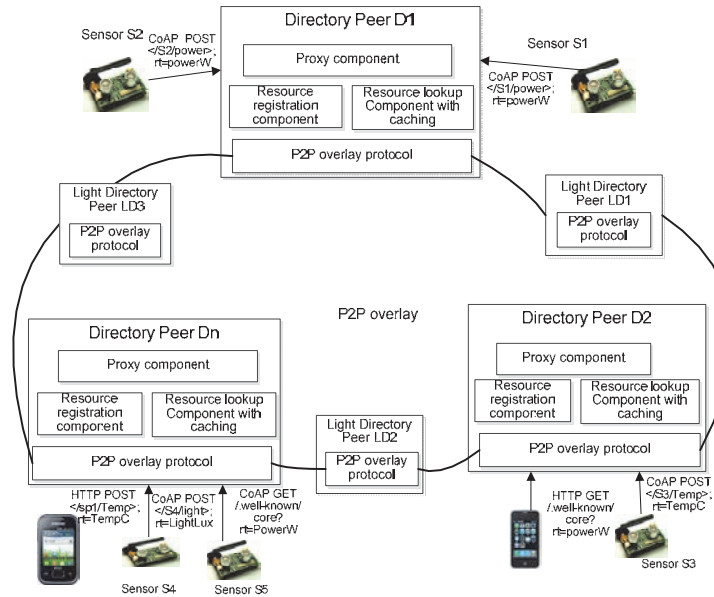 Directory Peer D1
Proxy component
Resource
registration
component
Resource lookup
Component with
caching
P2P overlay protocol
Sensor S2
CoAP POST
</S2/power>;
rt=powerW
Sensor S1
CoAP POST
</S1/power>;
rt=powerW
Light Directory
Peer LD3
P2P overlay
protocol
Light Directory
Peer LD1
P2P overlay
protocol
P2P overlay
Directory Peer Dn
Proxy component
Resource
registration
component
Resource lookup
Component with
caching
P2P overlay protocol
Directory Peer D2
Proxy component
Resource
registration
component
Resource lookup
Component with
caching
P2P overlay protocol
Light Directory
Peer LD2
P2P overlay
protocol
HTTP POST
</sp1/Temp>;
rt=TempC
CoAP POST
</S4/light>;
rt=LightLux
CoAP GET
/.well-known/
core?
rt=PowerW
HTTP GET
/.well-known/
core?
rt=powerW
CoAP POST
</S3/Temp>;
rt=TempC
Sensor S4
Sensor S5
Sensor S3